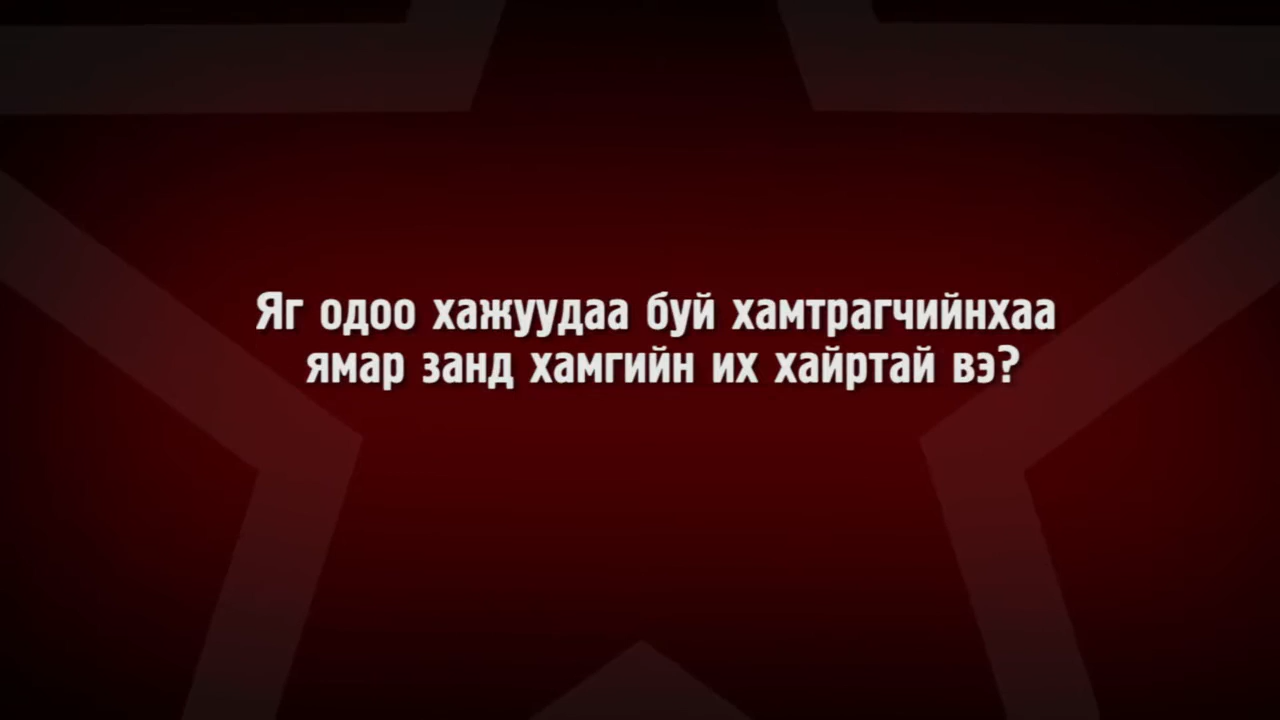 Яг одоо хажуудаа буй хамтрагчийнхаа
ямар занд хамгийн их хайртай вэ?